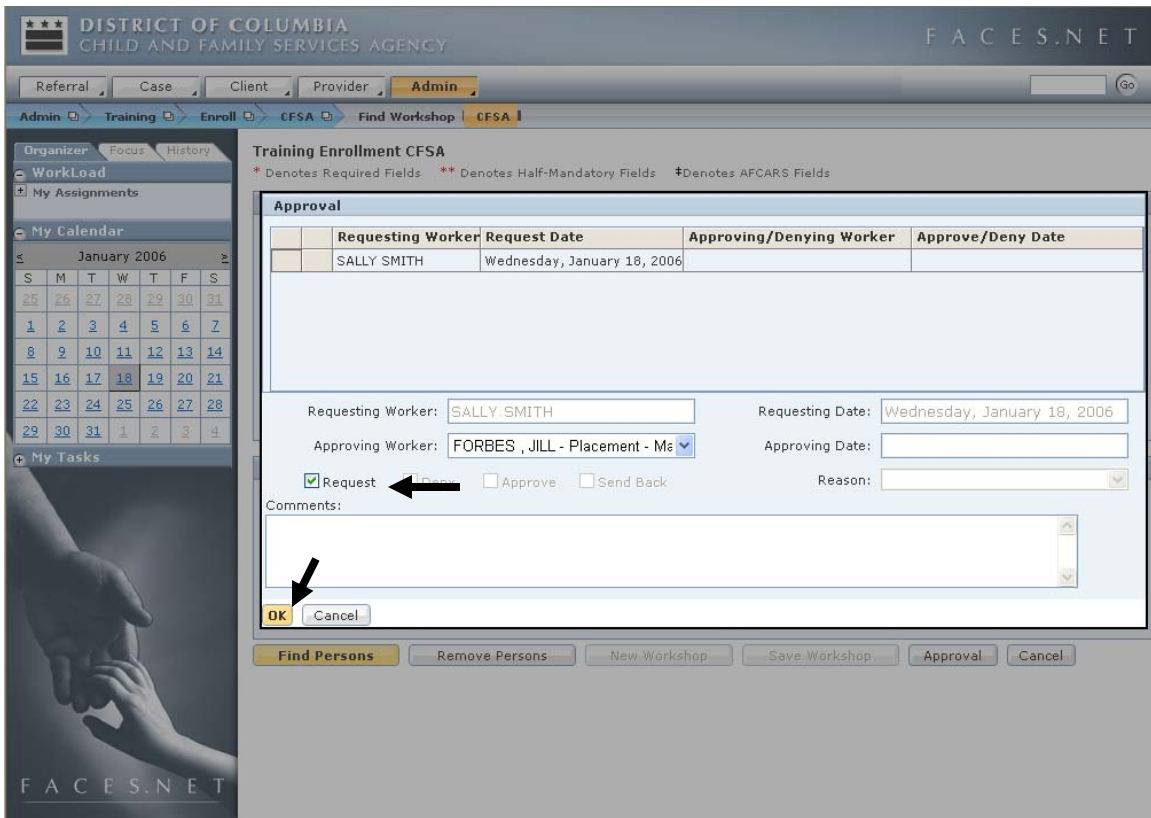 DISTRICT OF COLUMBIA
CHILD AND FAMILY SERVICES AGENCY
FACES.NET
Referral Case Client Provider Admin Go
Admin Training Enroll CFSA Find Workshop CFSA
Organizer Focus History
WorkLoad
My Assignments
My Calendar
≤ January 2006 ≥
S M T W T F S
25 26 27 28 29 30 31
1 2 3 4 5 6 7
8 9 10 11 12 13 14
15 16 17 18 19 20 21
22 23 24 25 26 27 28
29 30 31 1 2 3 4
My Tasks
FACES.NET
Training Enrollment CFSA
* Denotes Required Fields ** Denotes Half-Mandatory Fields ‡Denotes AFCARS Fields
Approval
Requesting Worker Request Date Approving/Denying Worker Approve/Deny Date
SALLY SMITH Wednesday, January 18, 2006
Requesting Worker: SALLY SMITH Requesting Date: Wednesday, January 18, 2006
Approving Worker: FORBES , JILL - Placement - Ma Approving Date:
Request Deny Approve Send Back Reason:
Comments:
OK Cancel
Find Persons Remove Persons New Workshop Save Workshop Approval Cancel